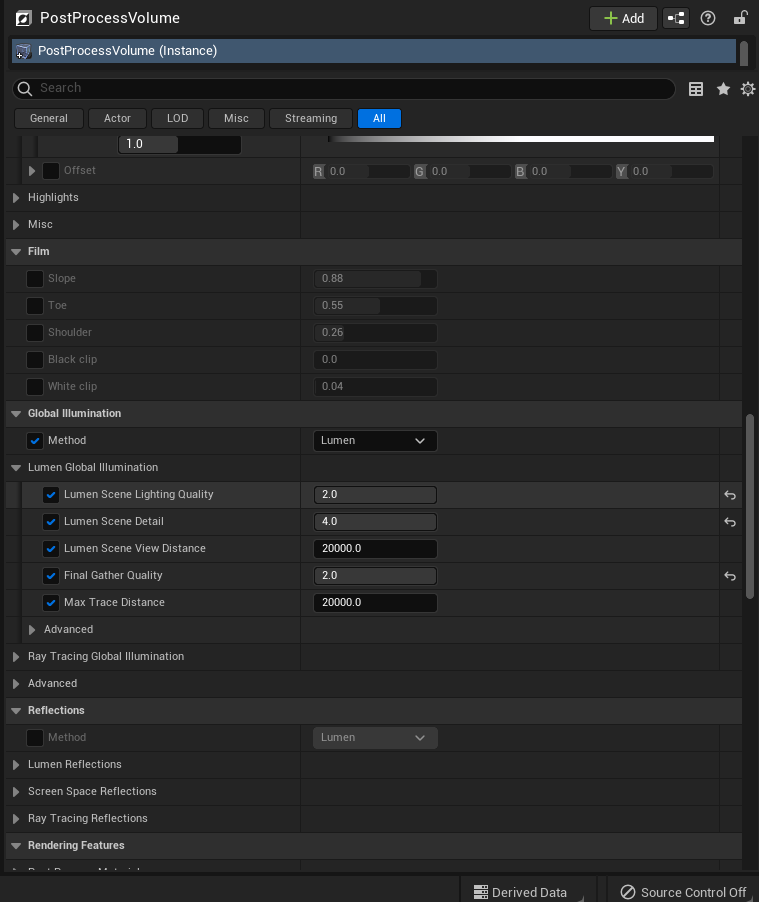 PostProcessVolume
Add
PostProcessVolume (Instance)
Search
General Actor LOD Misc Streaming All
1.0
Offset R 0.0 G 0.0 B 0.0 Y 0.0
Highlights
Misc
Film
Slope 0.88
Toe 0.55
Shoulder 0.26
Black clip 0.0
White clip 0.04
Global Illumination
Method Lumen
Lumen Global Illumination
Lumen Scene Lighting Quality 2.0
Lumen Scene Detail 4.0
Lumen Scene View Distance 20000.0
Final Gather Quality 2.0
Max Trace Distance 20000.0
Advanced
Ray Tracing Global Illumination
Advanced
Reflections
Method Lumen
Lumen Reflections
Screen Space Reflections
Ray Tracing Reflections
Rendering Features
Derived Data Source Control Off